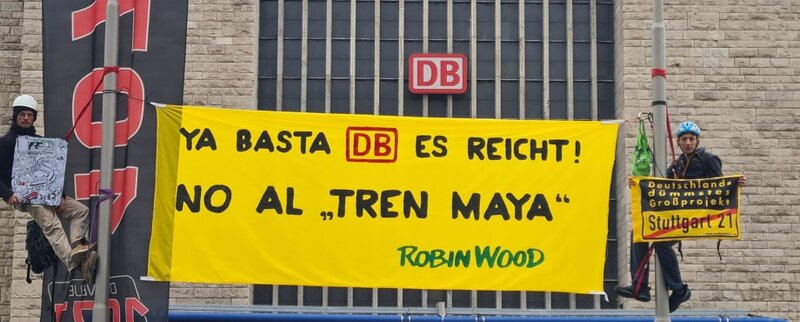 DB
YA BASTA DB ES REICHT!
NO AL „TREN MAYA“
ROBIN WOOD
Deutschlands
dümmstes
Großprojekt
Stuttgart 21